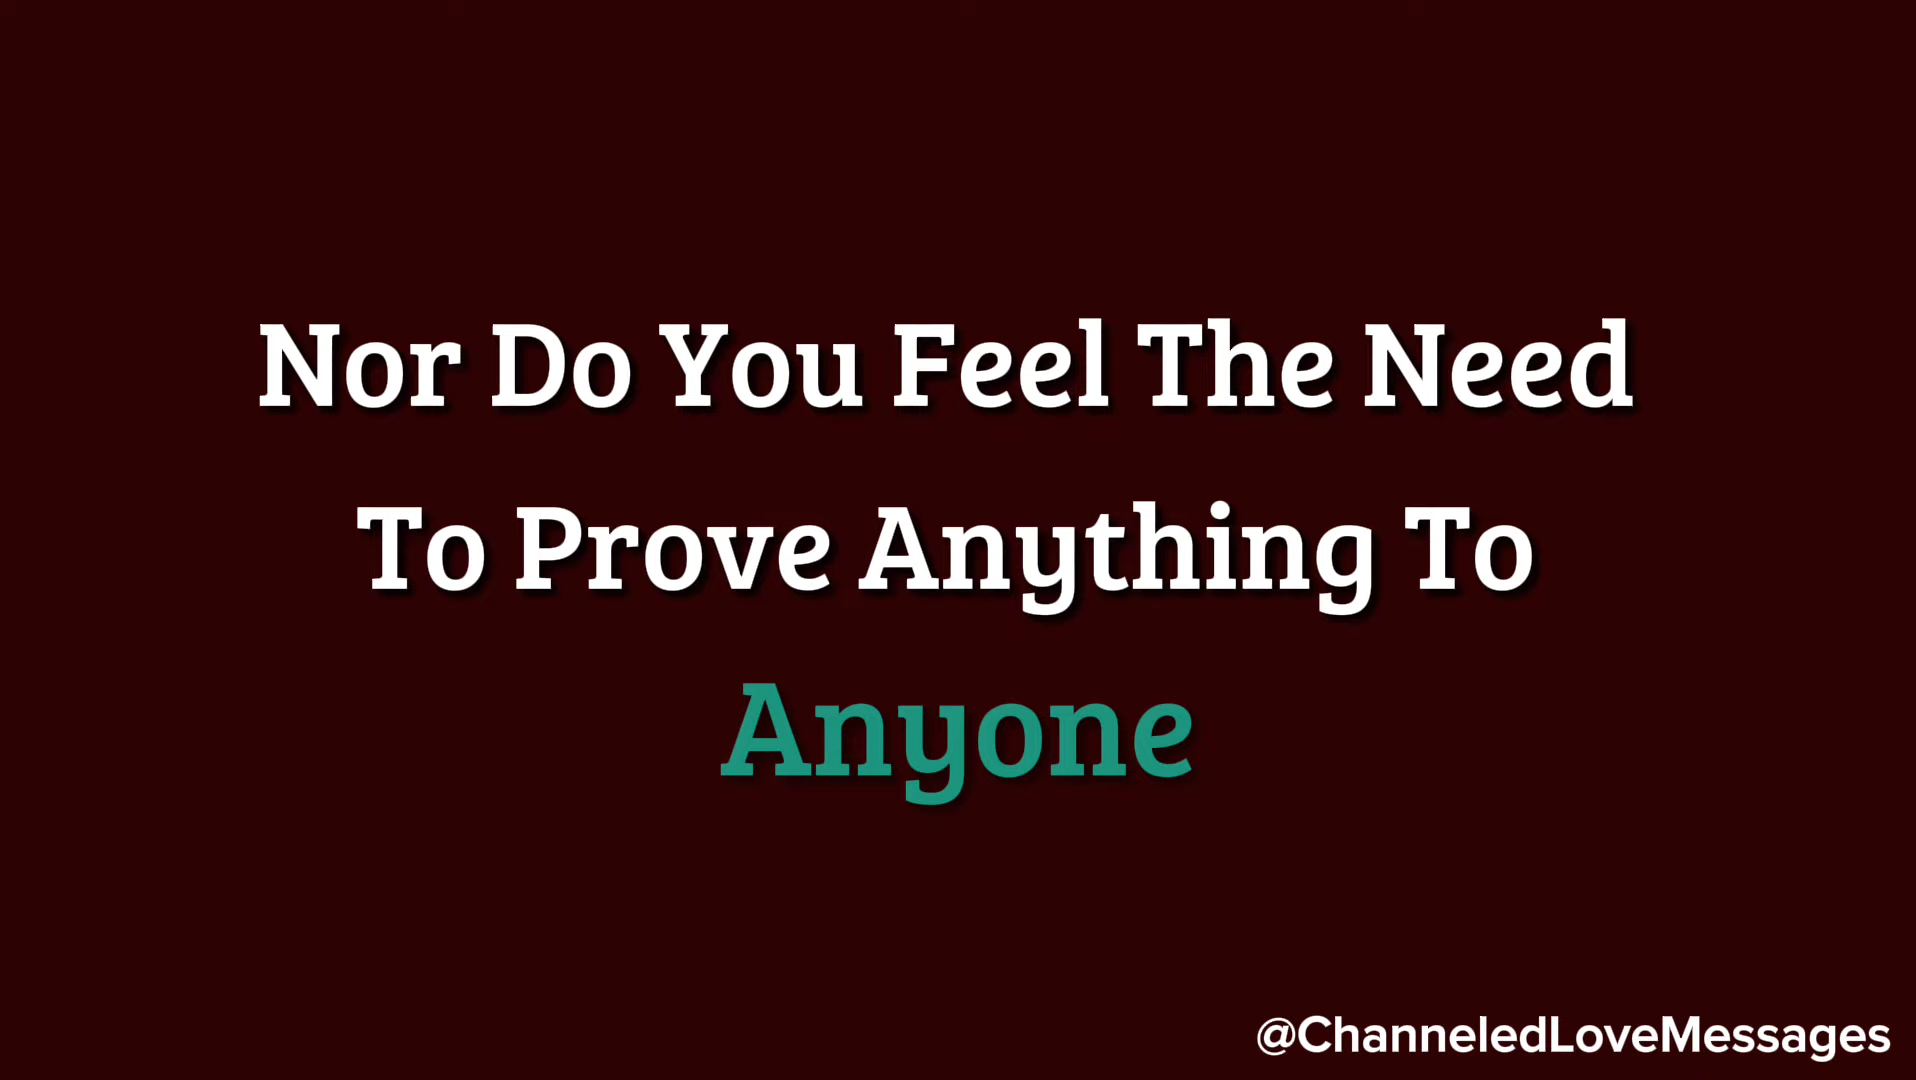 Nor Do You Feel The Need
To Prove Anything To
Anyone
@ChanneledLoveMessages